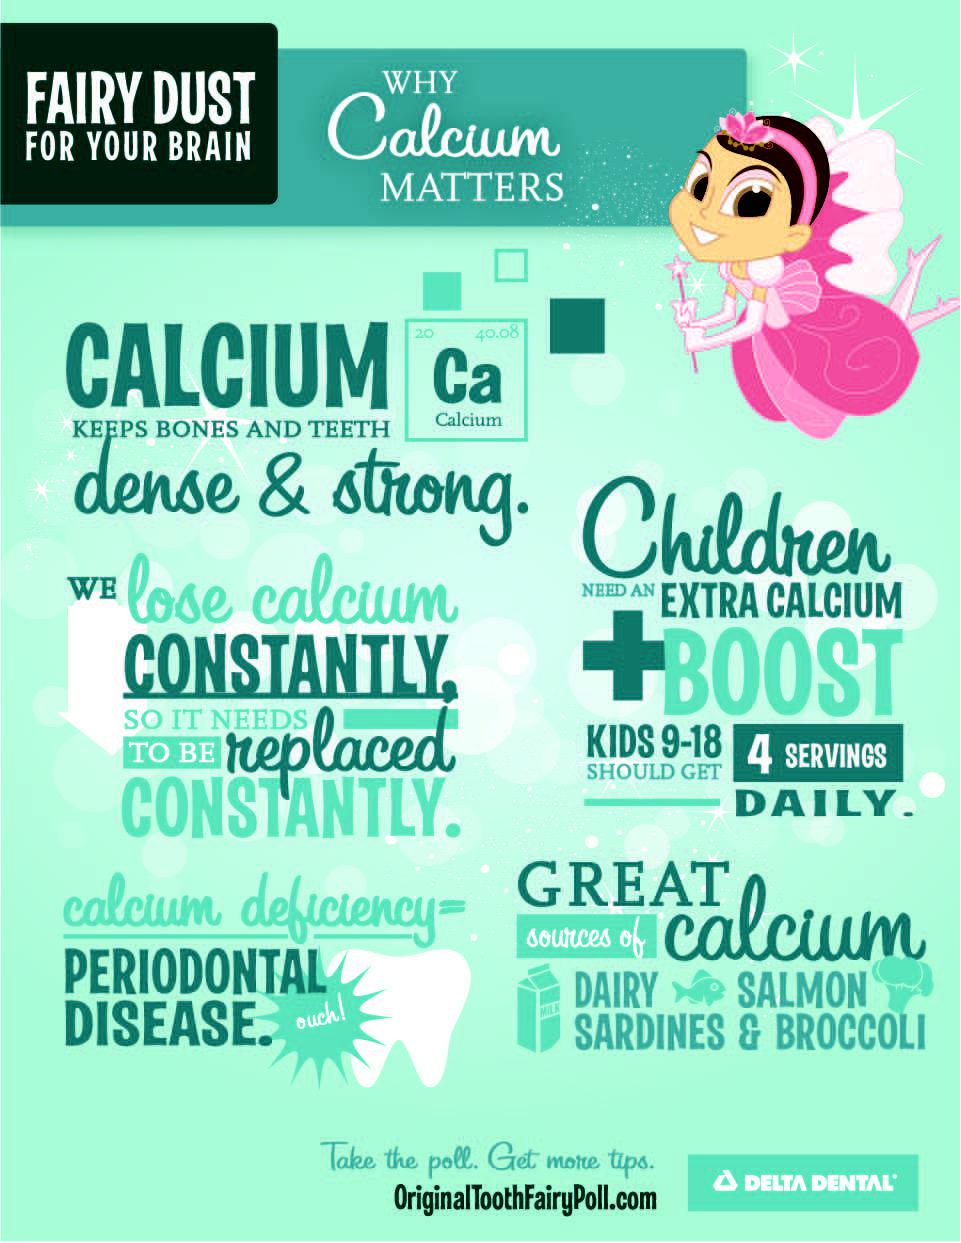 FAIRY DUST
FOR YOUR BRAIN
WHY
Calcium
MATTERS
CALCIUM
KEEPS BONES AND TEETH
dense & strong.
20 40.08
Ca
Calcium
WE lose calcium
CONSTANTLY,
SO IT NEEDS
TO BE replaced
CONSTANTLY.
Children
NEED AN EXTRA CALCIUM
+BOOST
KIDS 9-18
SHOULD GET
4 SERVINGS
DAILY.
calcium deficiency=
PERIODONTAL
DISEASE.
ouch!
GREAT
sources of calcium
MILK
DAIRY SALMON
SARDINES & BROCCOLI
Take the poll. Get more tips.
OriginalToothFairyPoll.com
DELTA DENTAL®